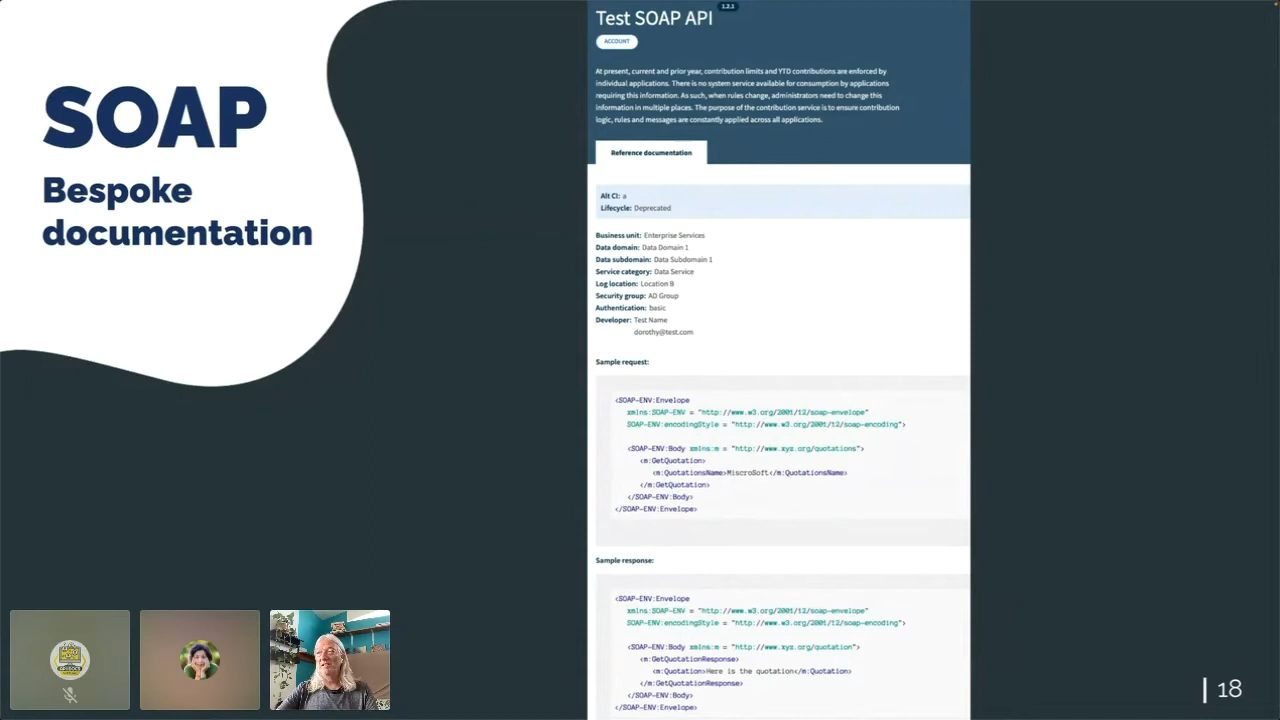 SOAP
Bespoke
documentation
Test SOAP API
1.2.1
ACCOUNT
At present, current and prior year, contribution limits and YTD contributions are enforced by
individual applications. There is no system service available for consumption by applications
requiring this information. As such, when rules change, administrators need to change this
information in multiple places. The purpose of the contribution service is to ensure contribution
logic, rules and messages are constantly applied across all applications.
Reference documentation
Alt CI: a
Lifecycle: Deprecated
Business unit: Enterprise Services
Data domain: Data Domain 1
Data subdomain: Data Subdomain 1
Service category: Data Service
Log location: Location B
Security group: AD Group
Authentication: basic
Developer: Test Name
dorothy@test.com
Sample request:
<SOAP-ENV:Envelope
xmlns:SOAP-ENV = "http://www.w3.org/2001/12/soap-envelope"
SOAP-ENV:encodingStyle = "http://www.w3.org/2001/12/soap-encoding">
<SOAP-ENV:Body xmlns:m = "http://www.xyz.org/quotations">
<m:GetQuotation>
<m:QuotationsName>MiscroSoft</m:QuotationsName>
</m:GetQuotation>
</SOAP-ENV:Body>
</SOAP-ENV:Envelope>
Sample response:
<SOAP-ENV:Envelope
xmlns:SOAP-ENV = "http://www.w3.org/2001/12/soap-envelope"
SOAP-ENV:encodingStyle = "http://www.w3.org/2001/12/soap-encoding">
<SOAP-ENV:Body xmlns:m = "http://www.xyz.org/quotation">
<m:GetQuotationResponse>
<m:Quotation>Here is the quotation</m:Quotation>
</m:GetQuotationResponse>
</SOAP-ENV:Body>
</SOAP-ENV:Envelope>
18